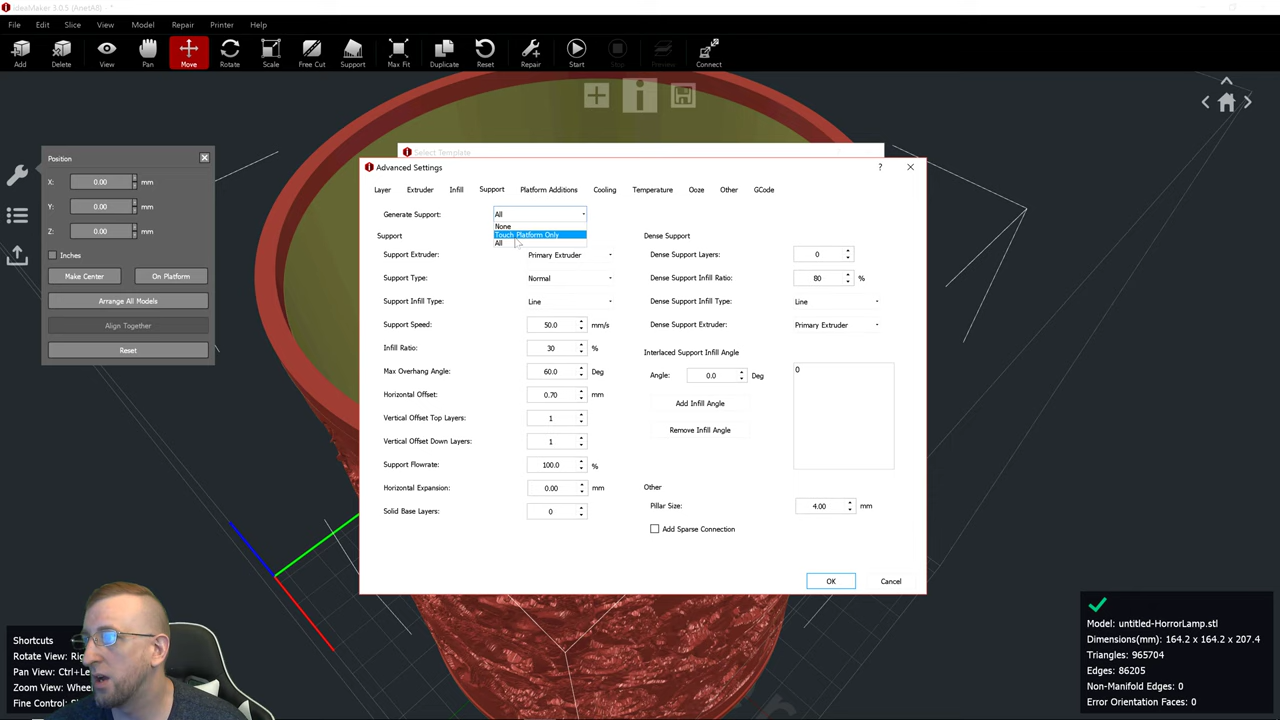 ideaMaker 3.0.5 (AnetA8) - *
File Edit Slice View Model Repair Printer Help
Add Delete View Pan Move Rotate Scale Free Cut Support Max Fit Duplicate Reset Repair Start Stop Preview Connect
Position
X: 0.00 mm
Y: 0.00 mm
Z: 0.00 mm
Inches
Make Center On Platform
Arrange All Models
Align Together
Reset
Select Template
Advanced Settings ?
Layer Extruder Infill Support Platform Additions Cooling Temperature Ooze Other GCode
Generate Support: All
None
Touch Platform Only
All
Support
Support Extruder: Primary Extruder
Support Type: Normal
Support Infill Type: Line
Support Speed: 50.0 mm/s
Infill Ratio: 30 %
Max Overhang Angle: 60.0 Deg
Horizontal Offset: 0.70 mm
Vertical Offset Top Layers: 1
Vertical Offset Down Layers: 1
Support Flowrate: 100.0 %
Horizontal Expansion: 0.00 mm
Solid Base Layers: 0
Dense Support
Dense Support Layers: 0
Dense Support Infill Ratio: 80 %
Dense Support Infill Type: Line
Dense Support Extruder: Primary Extruder
Interlaced Support Infill Angle
Angle: 0.0 Deg
0
Add Infill Angle
Remove Infill Angle
Other
Pillar Size: 4.00 mm
Add Sparse Connection
OK Cancel
Shortcuts
Rotate View: Rig
Pan View: Ctrl+Le
Zoom View: Whee
Fine Control: S
Model: untitled-HorrorLamp.stl
Dimensions(mm): 164.2 x 164.2 x 207.4
Triangles: 965704
Edges: 86205
Non-Manifold Edges: 0
Error Orientation Faces: 0